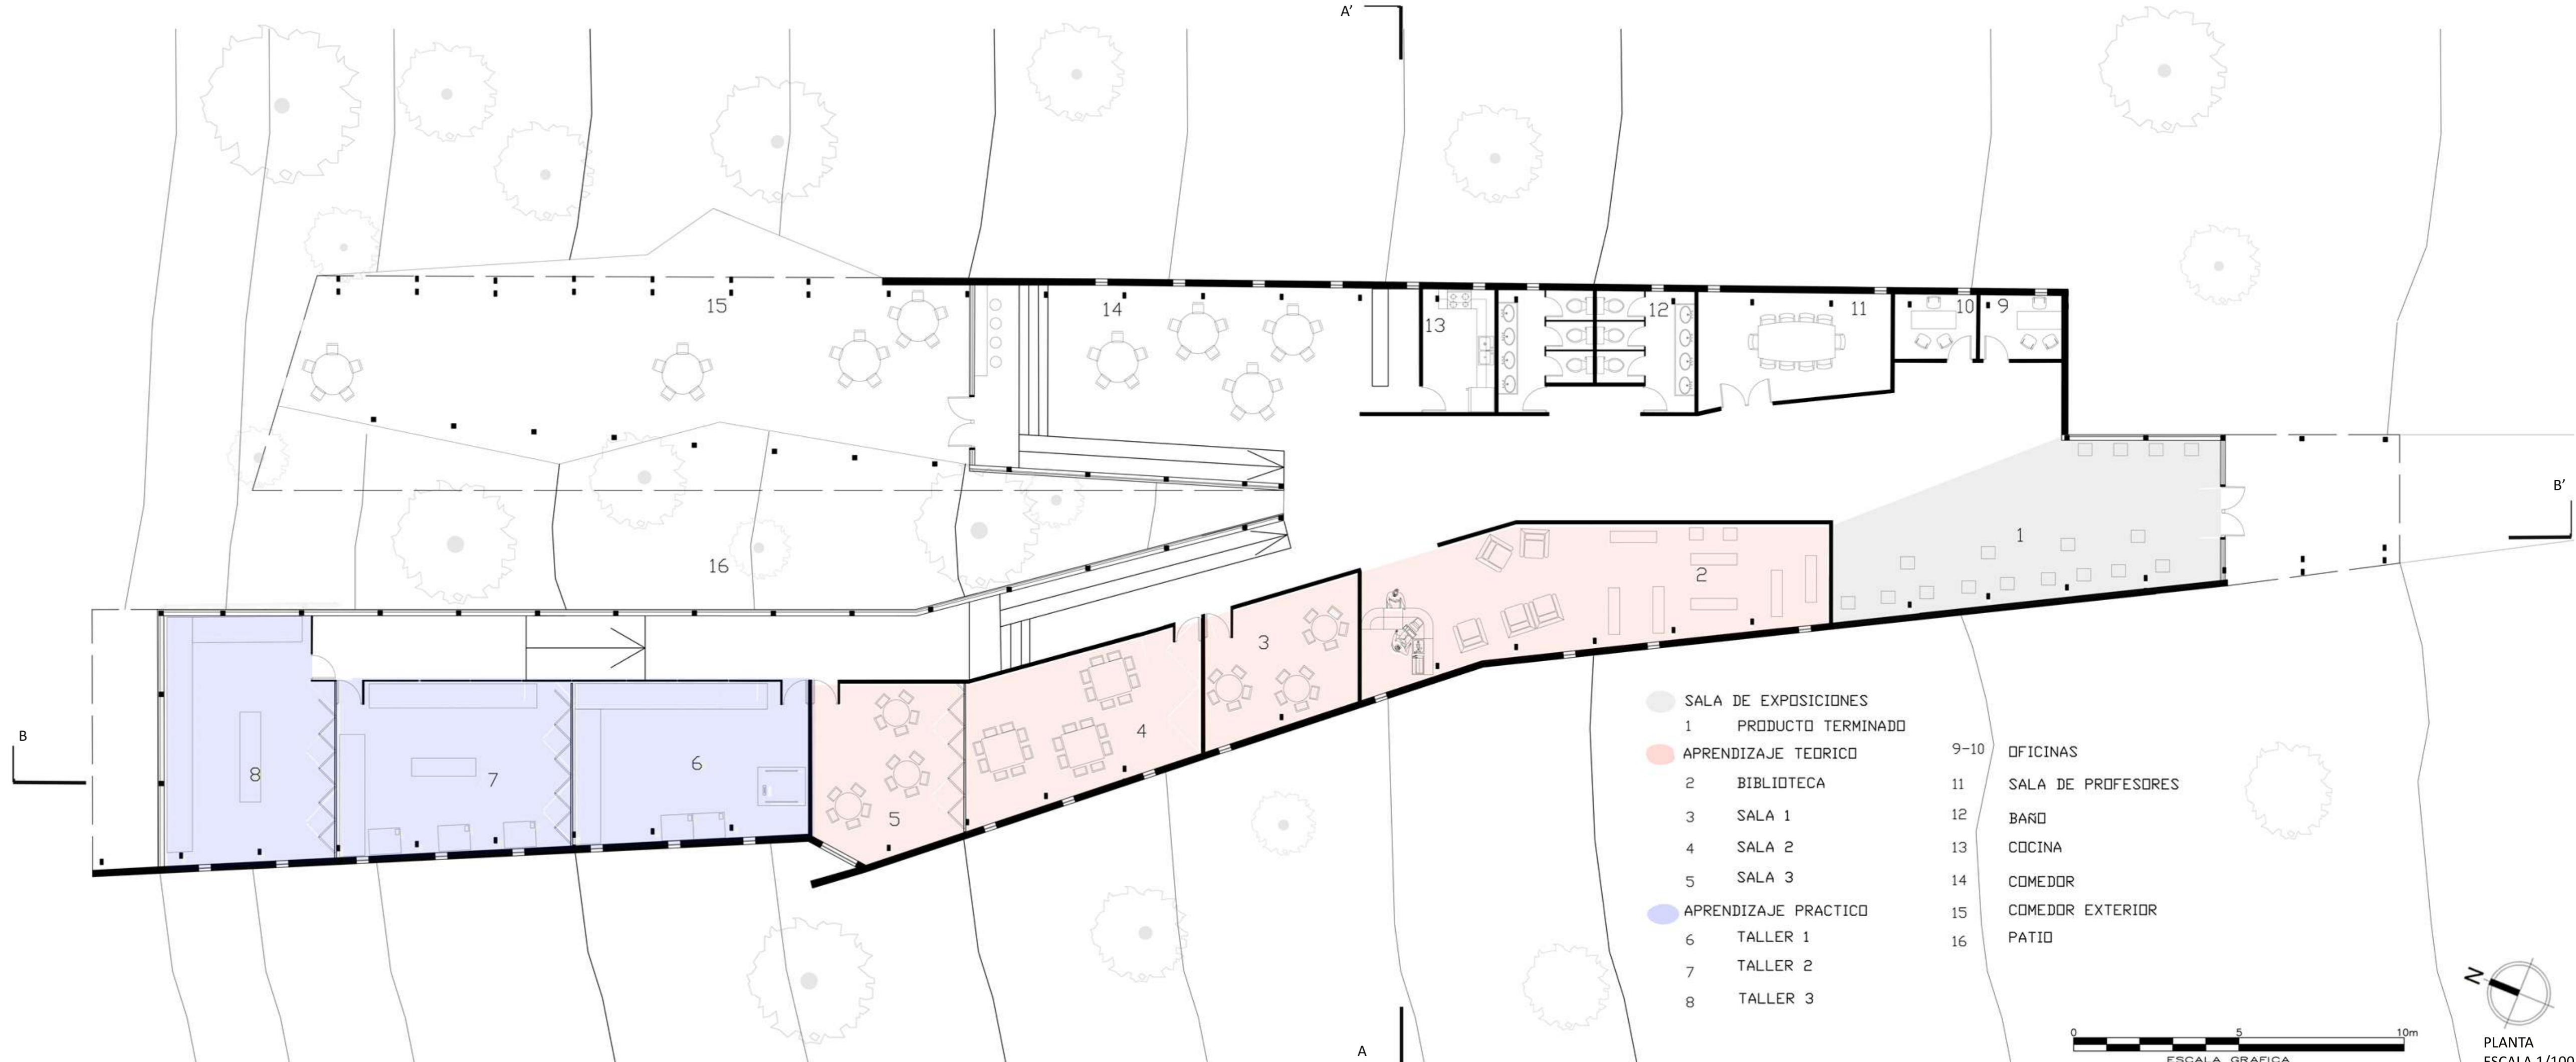 A'
15
14
13
12
11
10
9
B'
16
1
2
3
4
5
6
7
8
B
A
SALA DE EXPOSICIONES
1 PRODUCTO TERMINADO
APRENDIZAJE TEORICO
2 BIBLIOTECA
3 SALA 1
4 SALA 2
5 SALA 3
APRENDIZAJE PRACTICO
6 TALLER 1
7 TALLER 2
8 TALLER 3
9-10 OFICINAS
11 SALA DE PROFESORES
12 BAÑO
13 COCINA
14 COMEDOR
15 COMEDOR EXTERIOR
16 PATIO
N
0 5 10m
ESCALA GRAFICA
PLANTA
ESCALA 1/100